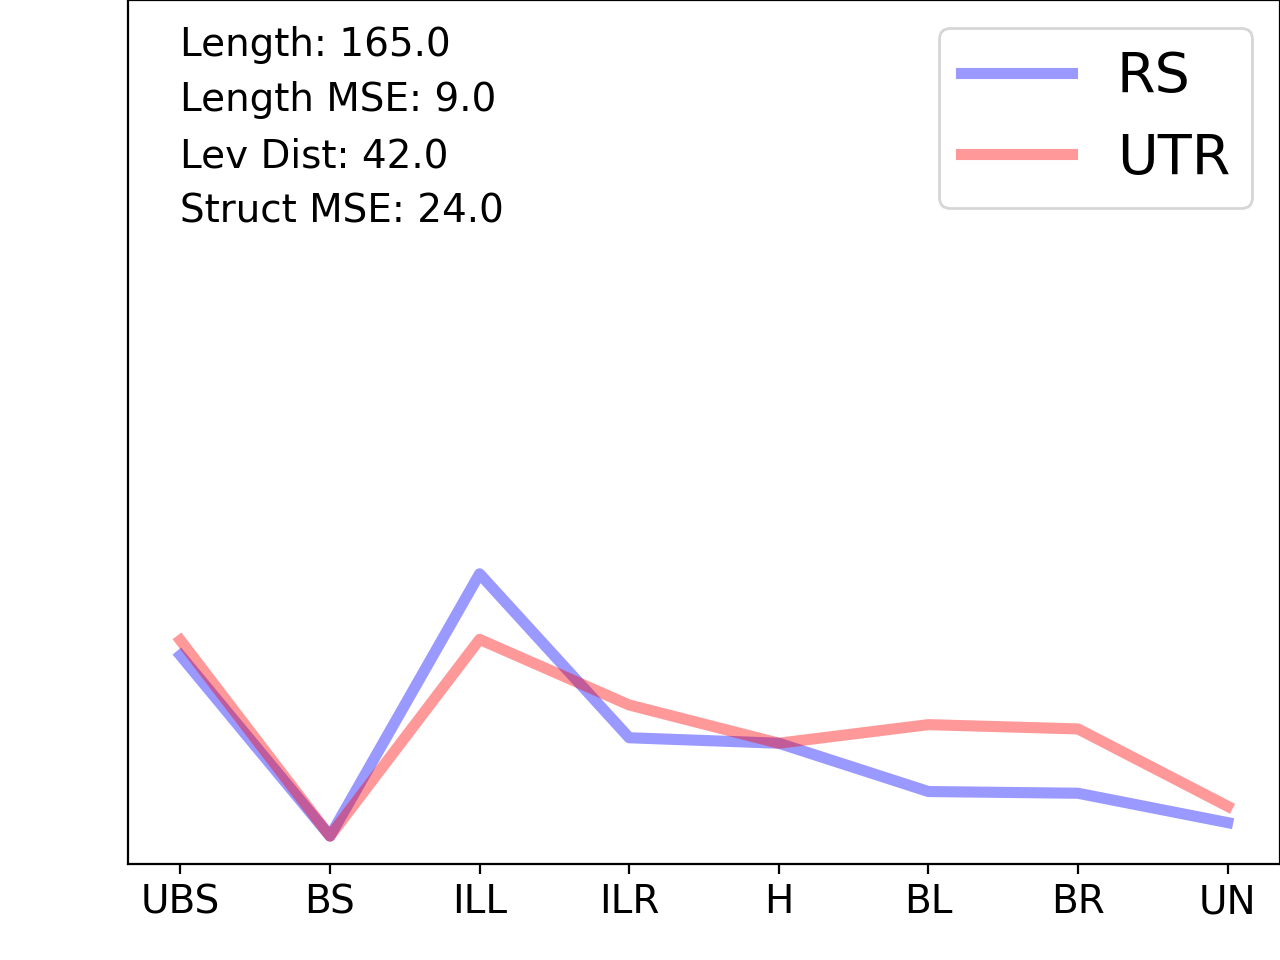 Length: 165.0
Length MSE: 9.0
Lev Dist: 42.0
Struct MSE: 24.0
RS
UTR
UBS BS ILL ILR H BL BR UN